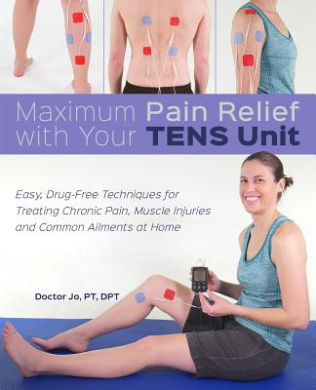 Maximum Pain Relief
with Your TENS Unit
Easy, Drug-Free Techniques for
Treating Chronic Pain, Muscle Injuries
and Common Ailments at Home
Doctor Jo, PT, DPT